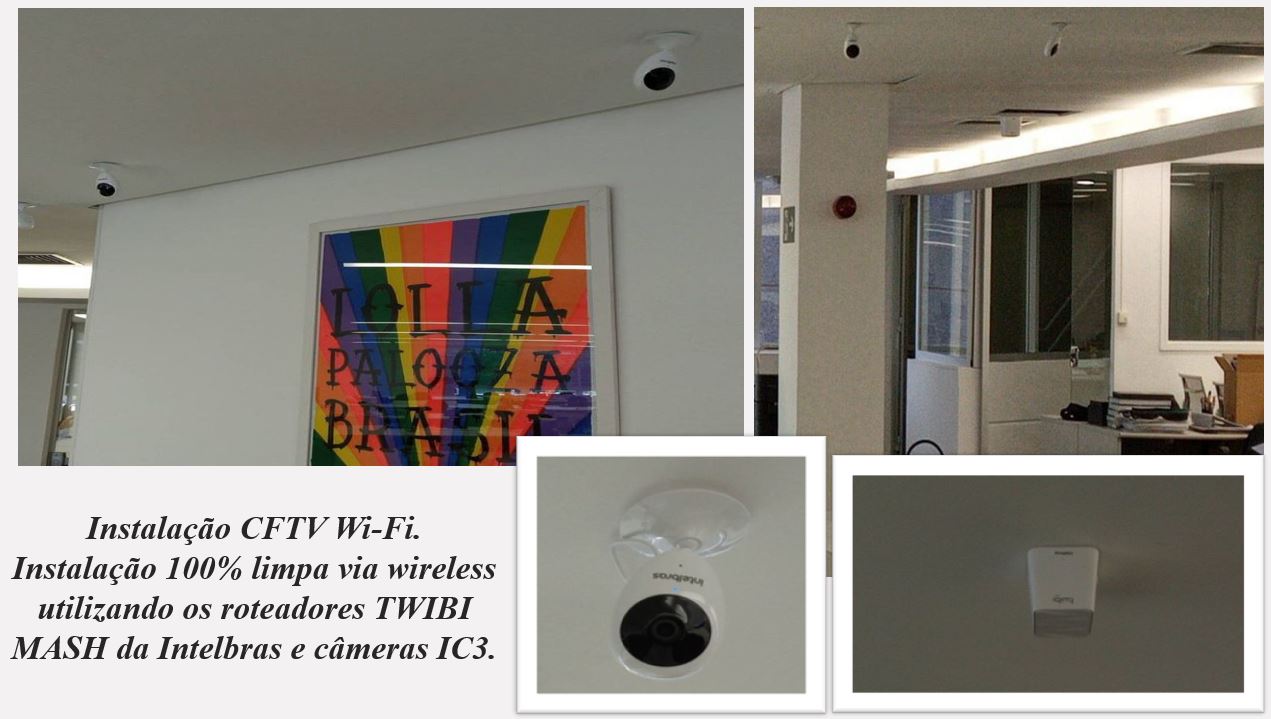 LOLLA
PALOOZA
BRASIL
Instalação CFTV Wi-Fi.
Instalação 100% limpa via wireless
utilizando os roteadores TWIBI
MASH da Intelbras e câmeras IC3.
intelbras
twibi